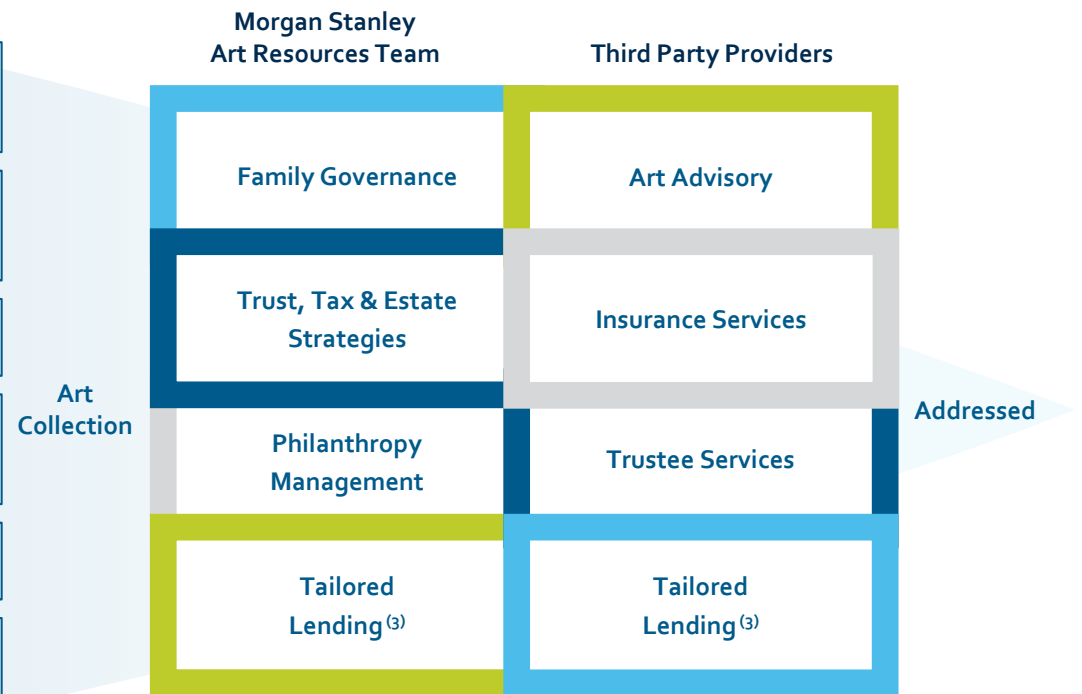 Morgan Stanley
Art Resources Team
Third Party Providers
Family Governance
Art Advisory
Trust, Tax & Estate
Strategies
Insurance Services
Art
Collection
Addressed
Philanthropy
Management
Trustee Services
Tailored
Lending(3)
Tailored
Lending(3)